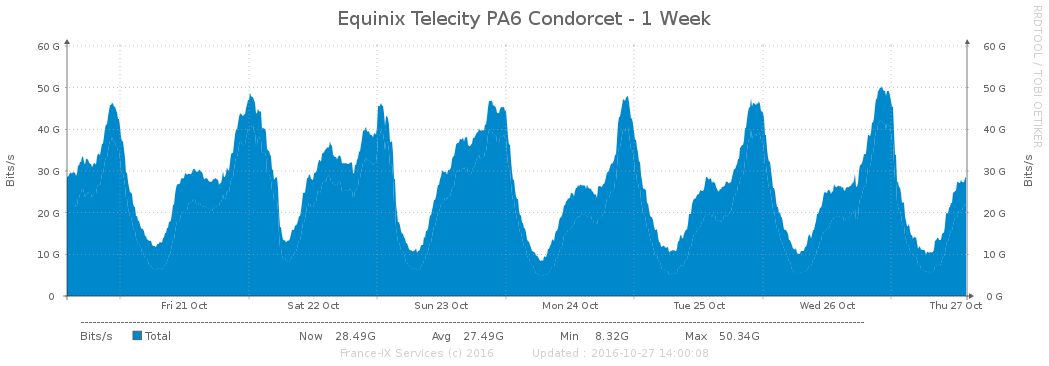 Equinix Telecity PA6 Condorcet - 1 Week
RRDTOOL / TOBI OETIKER
Bits/s
Bits/s
60 G 60 G
50 G 50 G
40 G 40 G
30 G 30 G
20 G 20 G
10 G 10 G
0 0 G
Fri 21 Oct Sat 22 Oct Sun 23 Oct Mon 24 Oct Tue 25 Oct Wed 26 Oct Thu 27 Oct
Bits/s Total Now 28.49G Avg 27.49G Min 8.32G Max 50.34G
France-IX Services (c) 2016 Updated : 2016-10-27 14:00:08